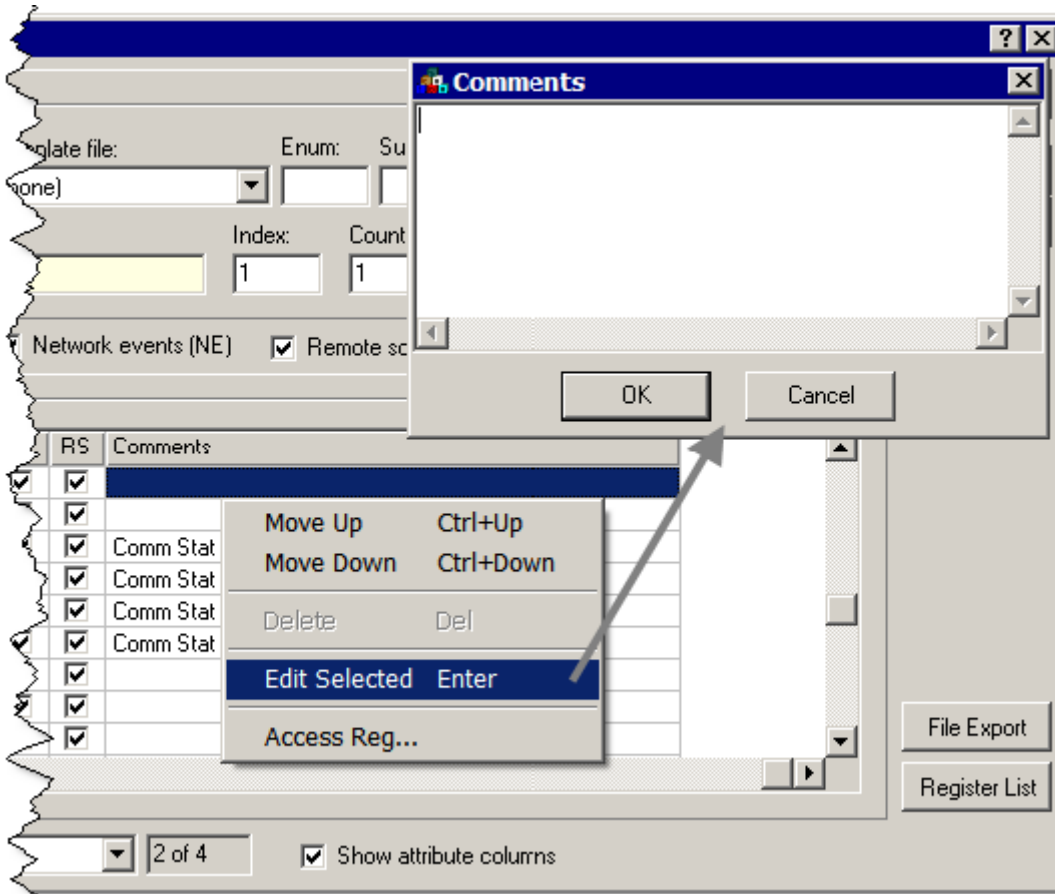 Comments
plate file:
Enum:
Su
none)
Index:
Count
1
1
Network events (NE)
Remote sc
OK
Cancel
RS
Comments
Move Up Ctrl+Up
Move Down Ctrl+Down
Comm Stat
Comm Stat
Comm Stat
Comm Stat
Delete Del
Edit Selected Enter
Access Reg...
File Export
Register List
2 of 4
Show attribute columns